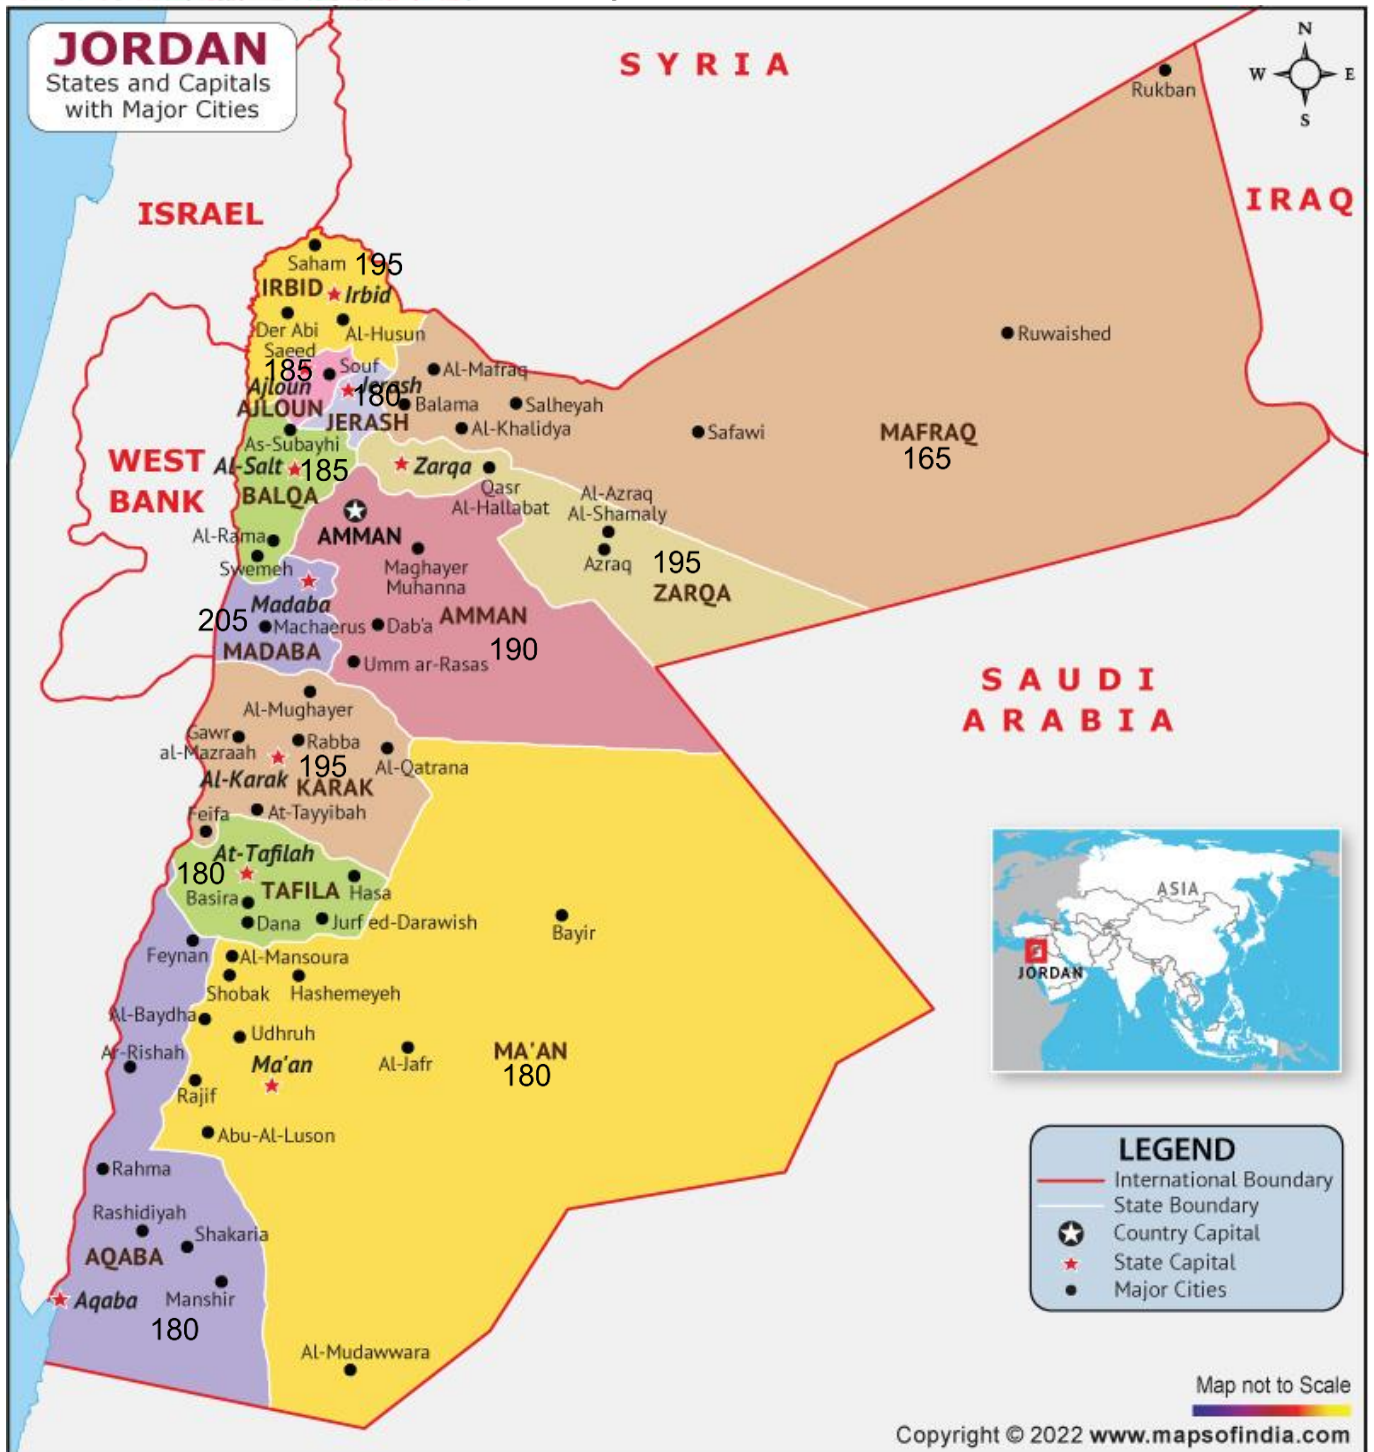 JORDAN
States and Capitals
with Major Cities
SYRIA
N
W E
S
Rukban
ISRAEL
IRAQ
Saham 195
IRBID Irbid
Der Abi
Saeed
Al-Husun
Ruwaished
185
Souf
Ajloun
AJLOUN
Jerash
180
JERASH
Al-Mafraq
Balama
Salheyah
Al-Khalidya
Safawi
MAFRAQ
165
As-Subayhi
WEST
BANK
Al-Salt 185
BALQA
Zarqa
Qasr
Al-Hallabat
Al-Azraq
Al-Shamaly
Azraq
195
ZARQA
Al-Rama
Swemeh
AMMAN
Maghayer
Muhanna
Madaba
205
Machaerus
MADABA
Dab'a
AMMAN
190
Umm ar-Rasas
SAUDI
ARABIA
Al-Mughayer
Gawr
al-Mazraah
Rabba
195
Al-Karak
KARAK
Al-Qatrana
Feifa
At-Tayyibah
At-Tafilah
180
TAFILA
Hasa
Basira
Dana
Jurf ed-Darawish
Bayir
Feynan
Al-Mansoura
Shobak
Hashemeyeh
Al-Baydha
Udhruh
Ar-Rishah
Ma'an
Al-Jafr
MA'AN
180
Rajif
Abu-Al-Luson
Rahma
Rashidiyah
Shakaria
AQABA
Aqaba
Manshir
180
Al-Mudawwara
ASIA
JORDAN
LEGEND
International Boundary
State Boundary
Country Capital
State Capital
Major Cities
Map not to Scale
Copyright © 2022 www.mapsofindia.com